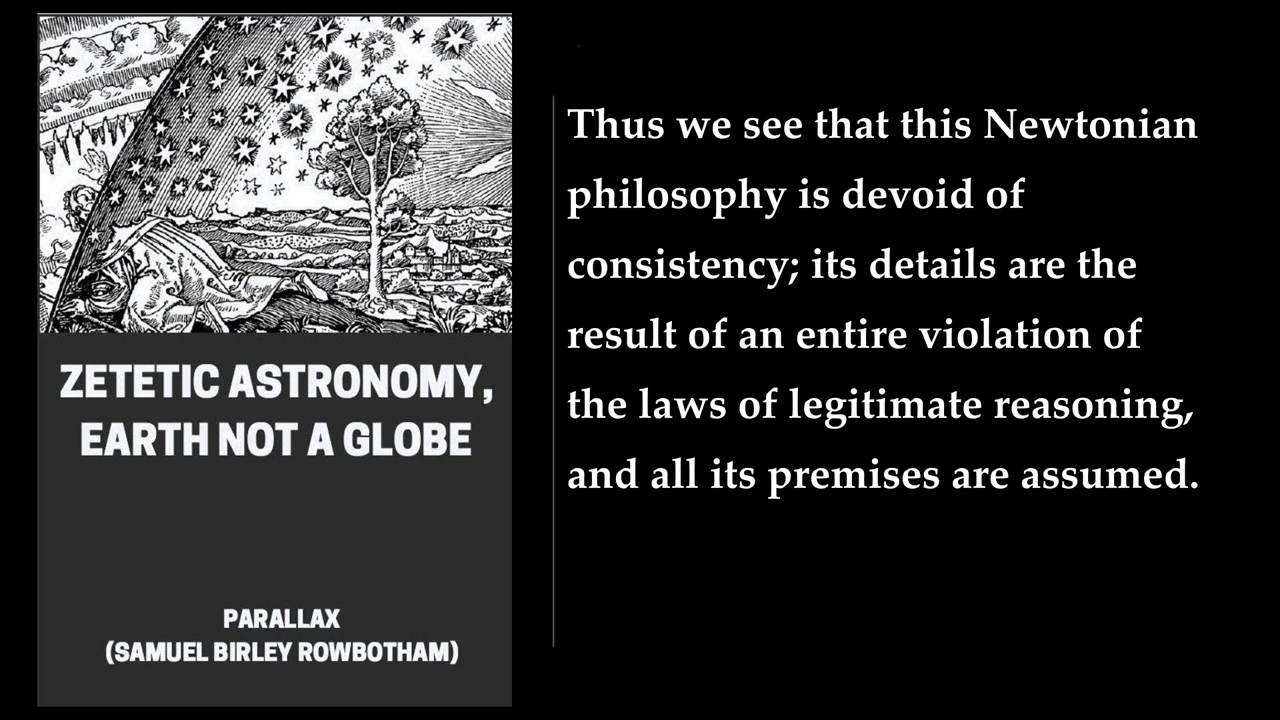 ZETETIC ASTRONOMY,
EARTH NOT A GLOBE
PARALLAX
(SAMUEL BIRLEY ROWBOTHAM)
Thus we see that this Newtonian
philosophy is devoid of
consistency; its details are the
result of an entire violation of
the laws of legitimate reasoning,
and all its premises are assumed.